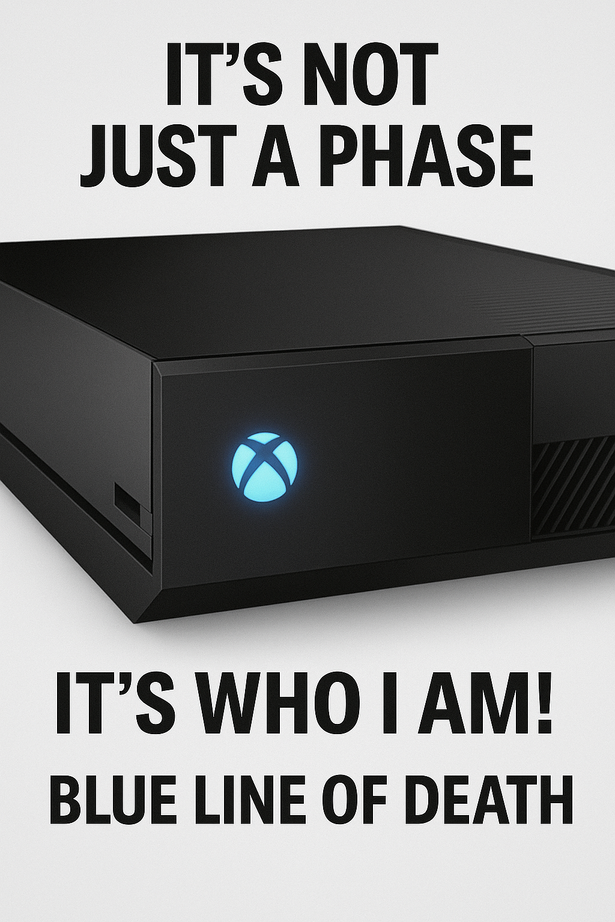 IT'S NOT
JUST A PHASE
IT'S WHO I AM!
BLUE LINE OF DEATH